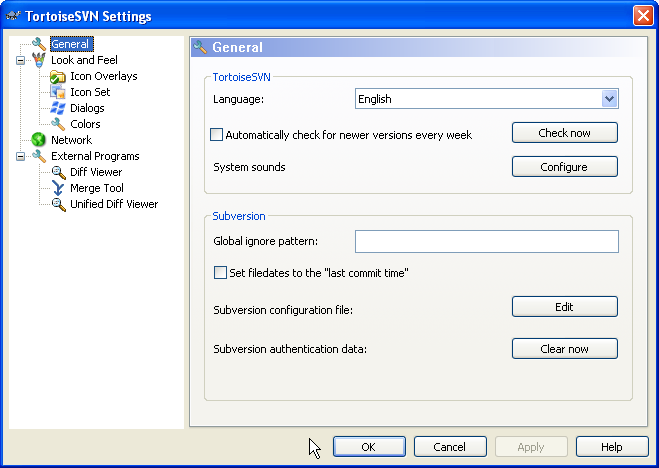 TortoiseSVN Settings
General
Look and Feel
Icon Overlays
Icon Set
Dialogs
Colors
Network
External Programs
Diff Viewer
Merge Tool
Unified Diff Viewer
General
TortoiseSVN
Language: English
Automatically check for newer versions every week Check now
System sounds Configure
Subversion
Global ignore pattern:
Set filedates to the "last commit time"
Subversion configuration file: Edit
Subversion authentication data: Clear now
OK Cancel Apply Help